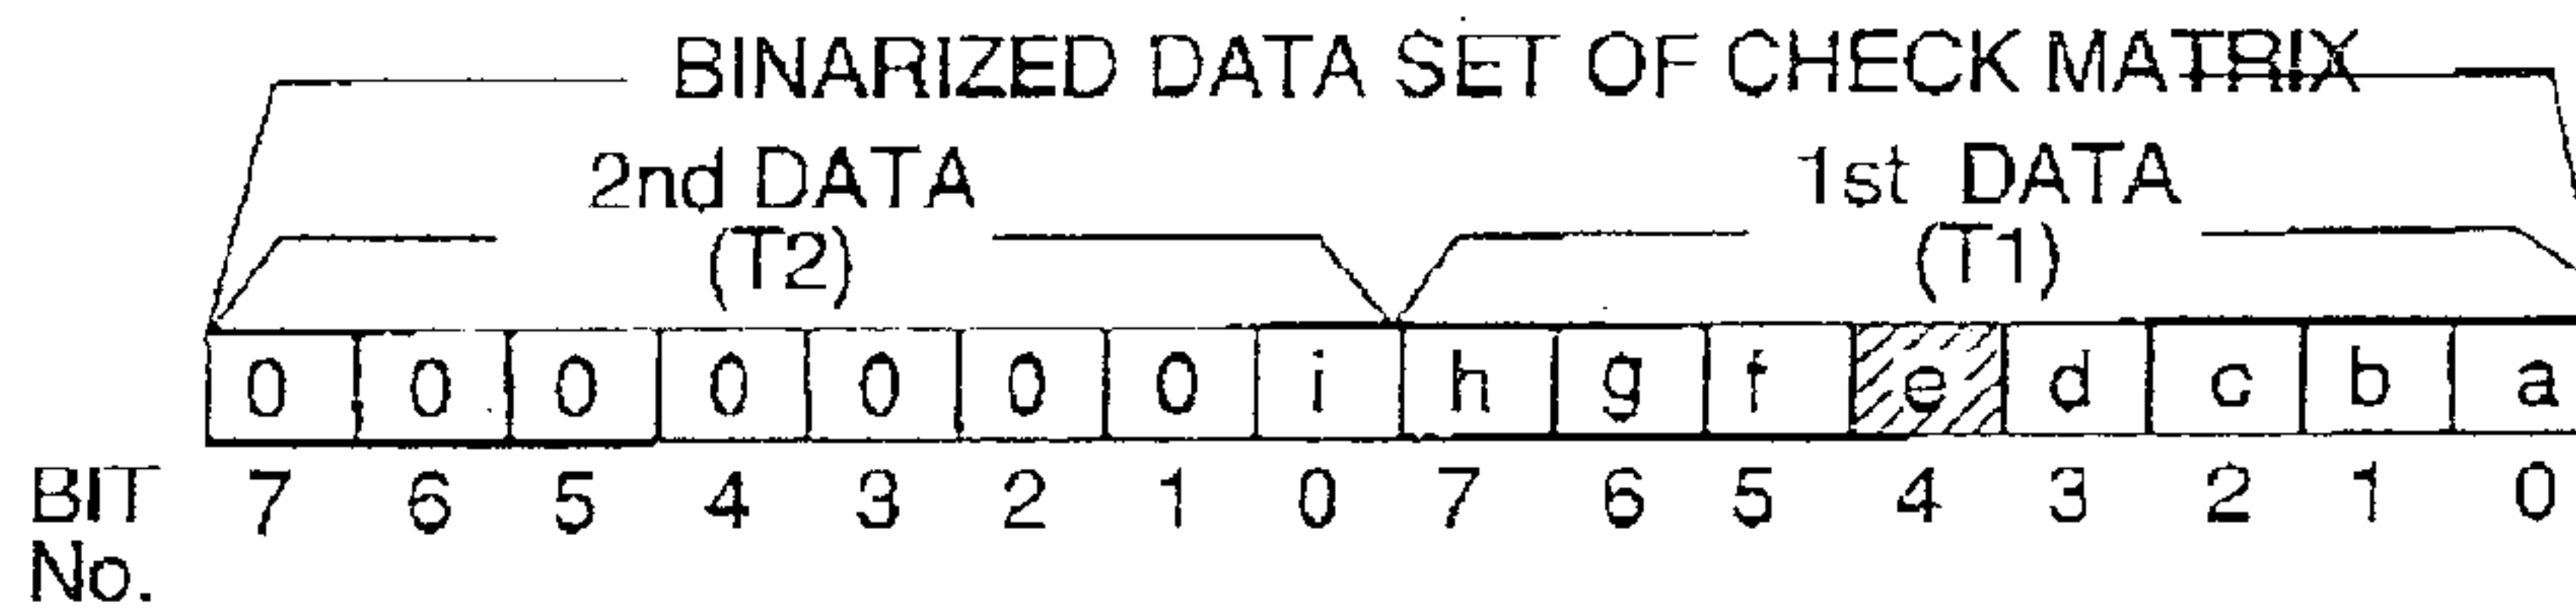 BINARIZED DATA SET OF CHECK MATRIX
2nd DATA 1st DATA
(T2) (T1)
0 0 0 0 0 0 0 i h g f e d c b a
BIT 7 6 5 4 3 2 1 0 7 6 5 4 3 2 1 0
No.